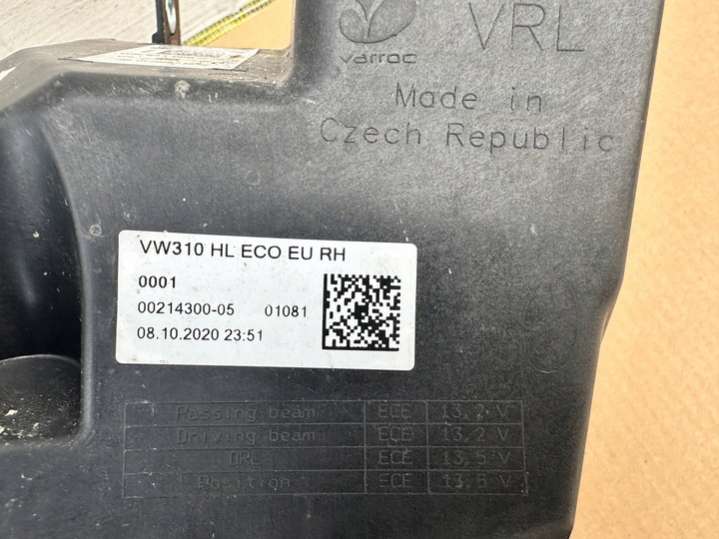 varroc
VRL
Made in
Czech Republic
VW310 HL ECO EU RH
0001
00214300-05 01081
08.10.2020 23:51
Passing beam ECE 13.2 V
Driving beam ECE 13.2 V
DRL ECE 13.5 V
Position ECE 13.5 V